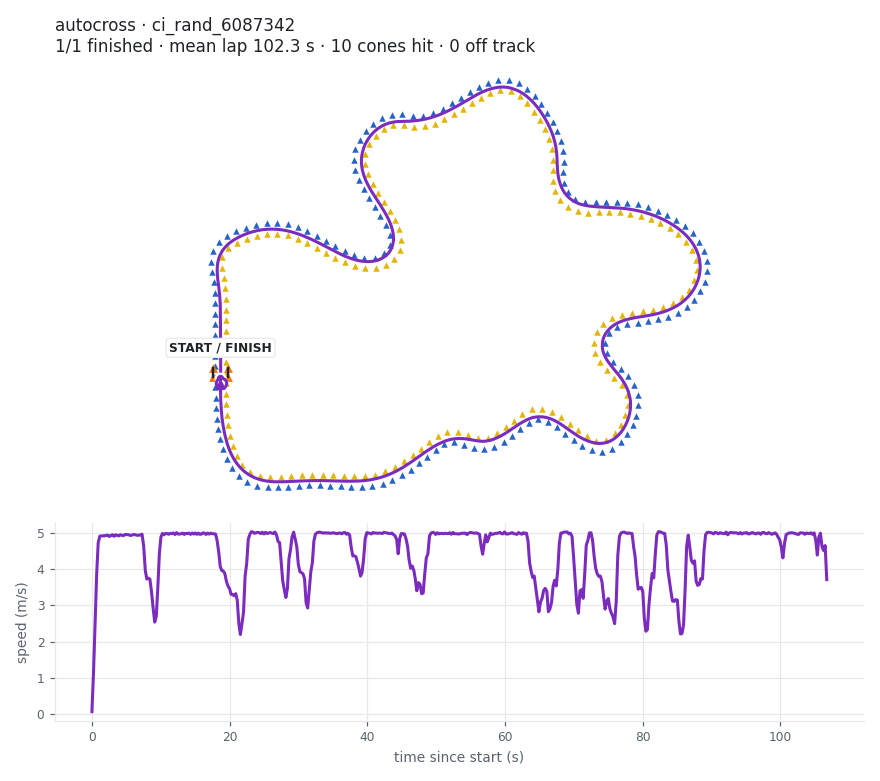 autocross · ci_rand_6087342
1/1 finished · mean lap 102.3 s · 10 cones hit · 0 off track
START / FINISH
5
4
3
2
1
0
speed (m/s)
0 20 40 60 80 100
time since start (s)